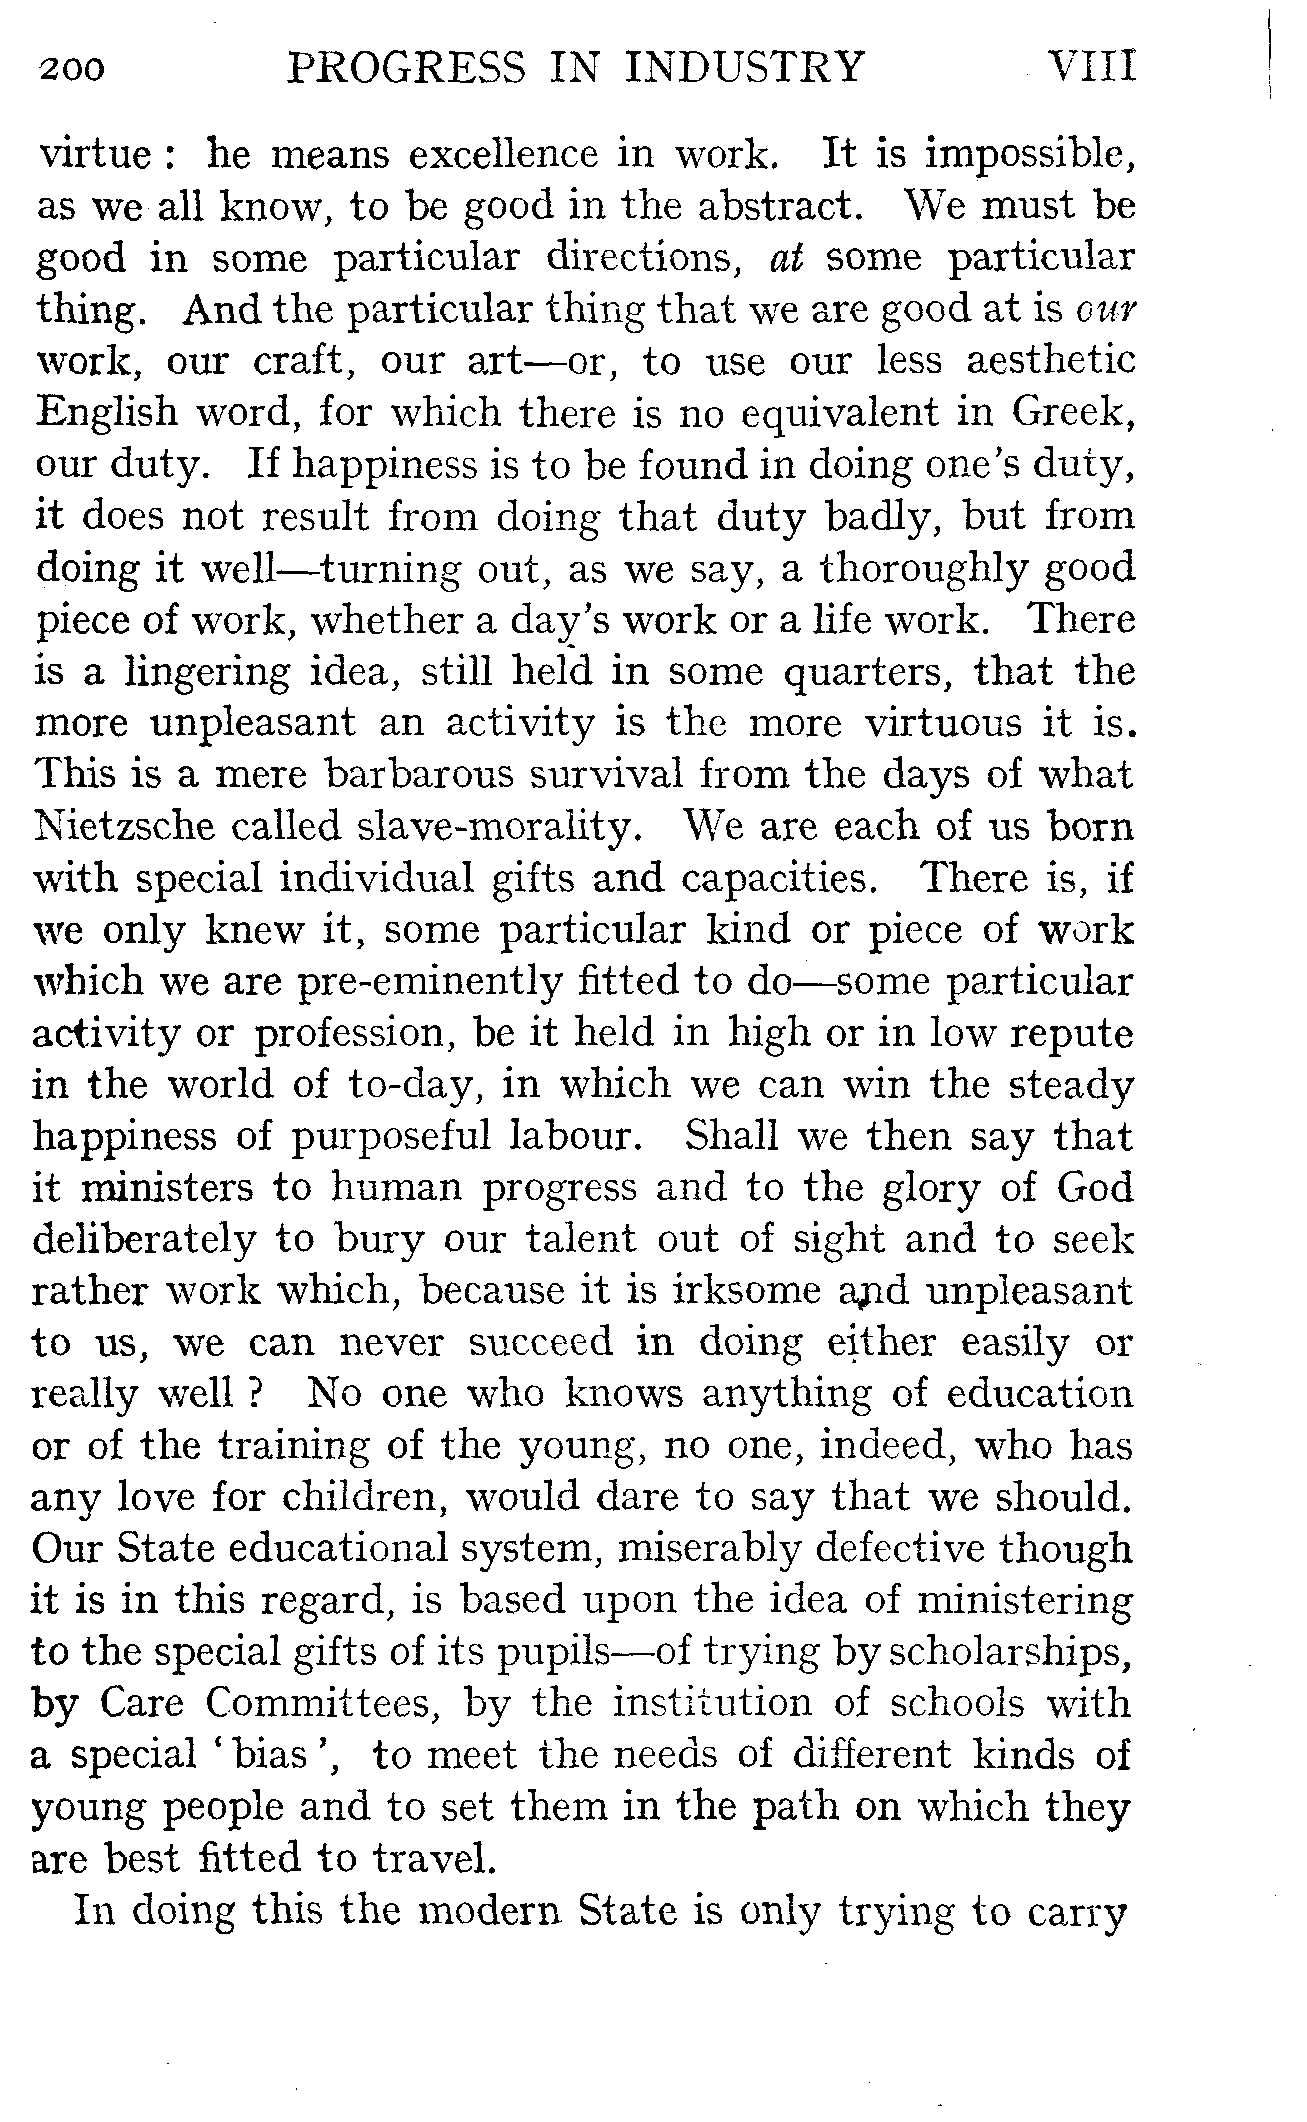 200 PROGRESS IN INDUSTRY VIII
virtue : he means excellence in work. It is impossible,
as we all know, to be good in the abstract. We must be
good in some particular directions, at some particular
thing. And the particular thing that we are good at is our
work, our craft, our art—or, to use our less aesthetic
English word, for which there is no equivalent in Greek,
our duty. If happiness is to be found in doing one's duty,
it does not result from doing that duty badly, but from
doing it well—turning out, as we say, a thoroughly good
piece of work, whether a day's work or a life work. There
is a lingering idea, still held in some quarters, that the
more unpleasant an activity is the more virtuous it is.
This is a mere barbarous survival from the days of what
Nietzsche called slave-morality. We are each of us born
with special individual gifts and capacities. There is, if
we only knew it, some particular kind or piece of work
which we are pre-eminently fitted to do—some particular
activity or profession, be it held in high or in low repute
in the world of to-day, in which we can win the steady
happiness of purposeful labour. Shall we then say that
it ministers to human progress and to the glory of God
deliberately to bury our talent out of sight and to seek
rather work which, because it is irksome and unpleasant
to us, we can never succeed in doing either easily or
really well ? No one who knows anything of education
or of the training of the young, no one, indeed, who has
any love for children, would dare to say that we should.
Our State educational system, miserably defective though
it is in this regard, is based upon the idea of ministering
to the special gifts of its pupils—of trying by scholarships,
by Care Committees, by the institution of schools with
a special ‘ bias ’, to meet the needs of different kinds of
young people and to set them in the path on which they
are best fitted to travel.
In doing this the modern State is only trying to carry